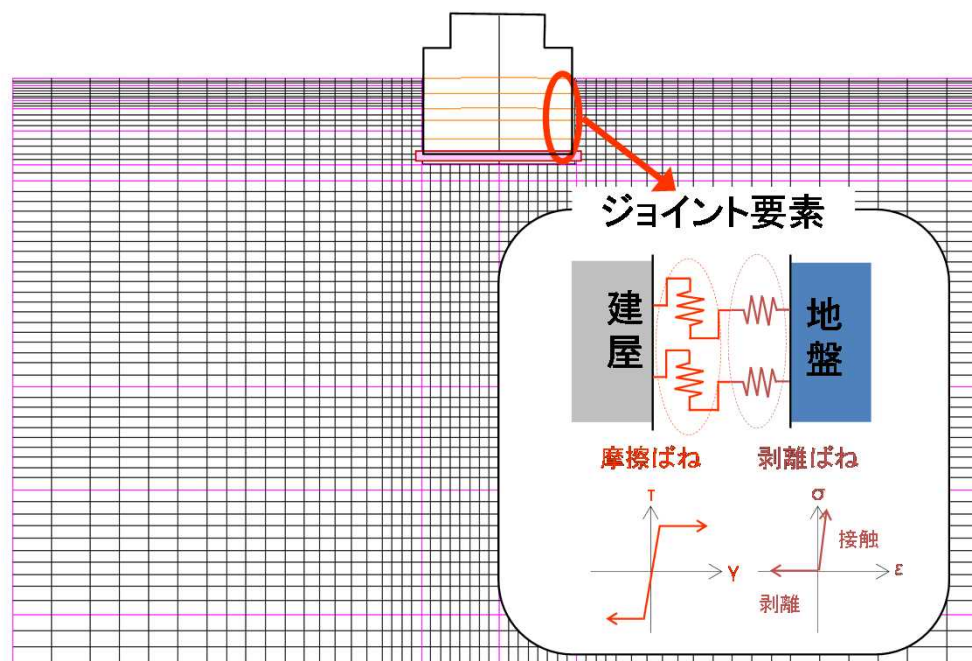 ジョイント要素
建屋
地盤
摩擦ばね
剥離ばね
τ
γ
σ
接触
ε
剥離